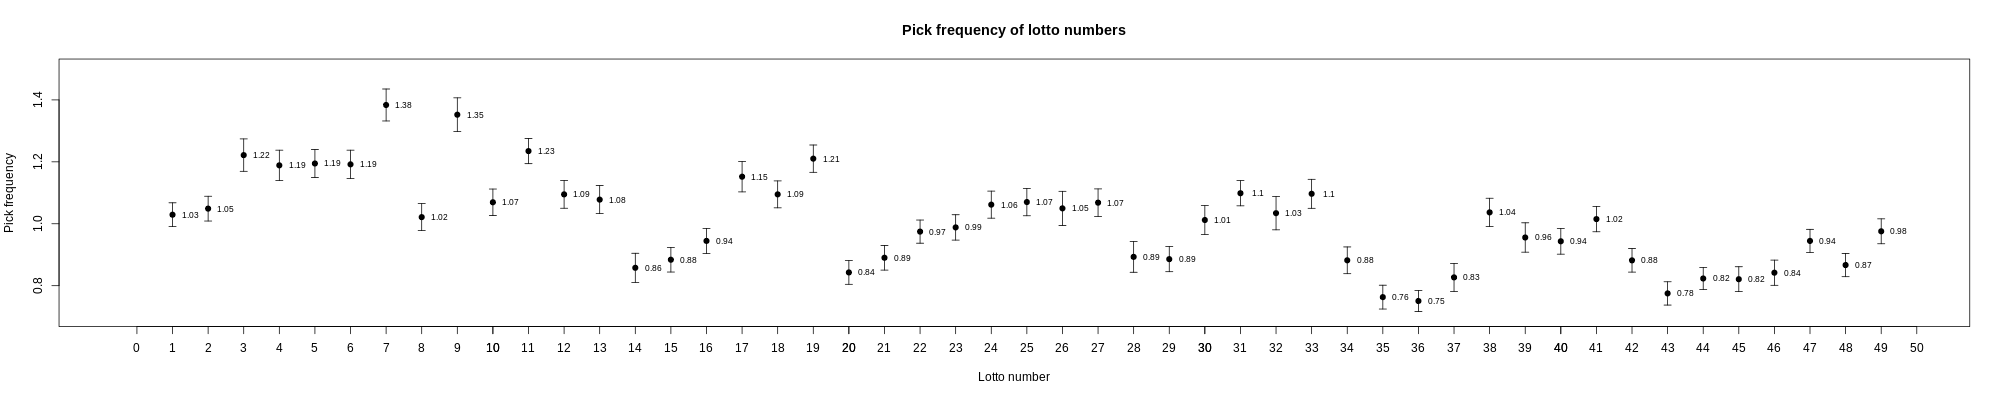 Pick frequency of lotto numbers
Pick frequency
1.4
1.2
1.0
0.8
1.03 1.05 1.22 1.19 1.19 1.19 1.38 1.02 1.35 1.07 1.23 1.09 1.08 0.86 0.88 0.94 1.15 1.09 1.21 0.84 0.89 0.97 0.99 1.06 1.07 1.05 1.07 0.89 0.89 1.01 1.1 1.03 1.1 0.88 0.76 0.75 0.83 1.04 0.96 0.94 1.02 0.88 0.78 0.82 0.82 0.84 0.94 0.87 0.98
0 1 2 3 4 5 6 7 8 9 10 11 12 13 14 15 16 17 18 19 20 21 22 23 24 25 26 27 28 29 30 31 32 33 34 35 36 37 38 39 40 41 42 43 44 45 46 47 48 49 50
Lotto number